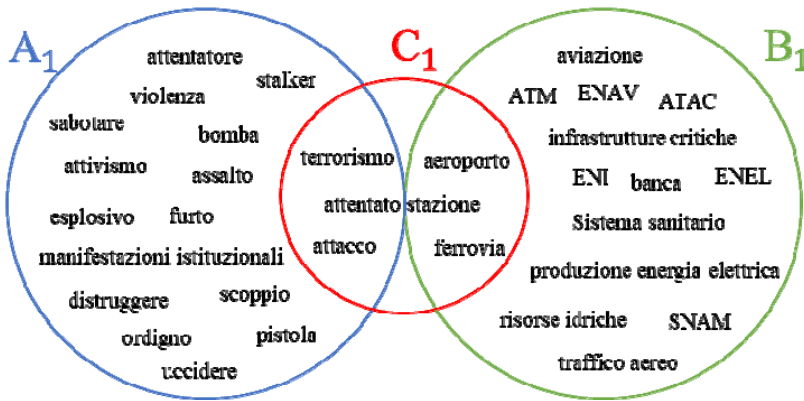 A1
C1
B1
attentatore
stalker
violenza
sabotare
bomba
attivismo
assalto
esplosivo
furto
manifestazioni istituzionali
distruggere
scoppio
ordigno
pistola
uccidere
terrorismo
aeroporto
attentato stazione
attacco
ferrovia
aviazione
ATM
ENAV
ATAC
infrastrutture critiche
ENI
banca
ENEL
Sistema sanitario
produzione energia elettrica
risorse idriche
SNAM
traffico aereo